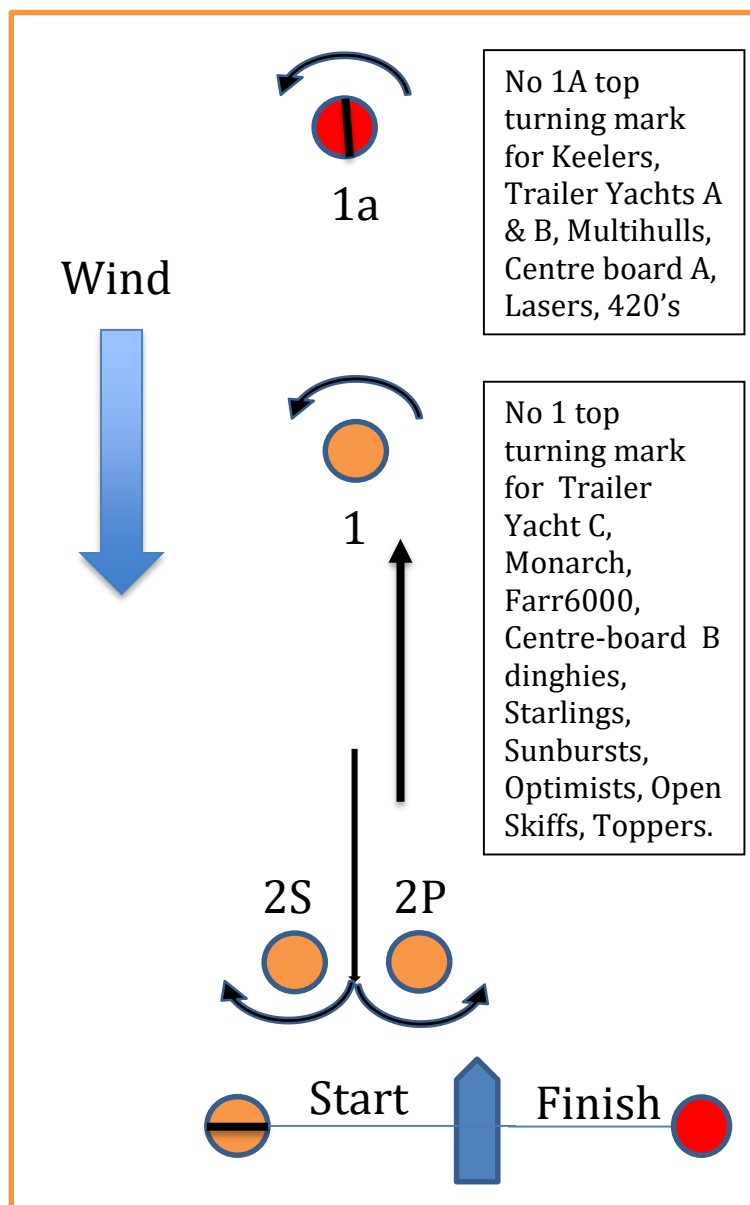 No 1A top
turning mark
for Keelers,
Trailer Yachts A
& B, Multihulls,
Centre board A,
Lasers, 420’s
1a
Wind
No 1 top
turning mark
for Trailer
Yacht C,
Monarch,
Farr6000,
Centre-board B
dinghies,
Starlings,
Sunbursts,
Optimists, Open
Skiffs, Toppers.
1
2S 2P
Start Finish